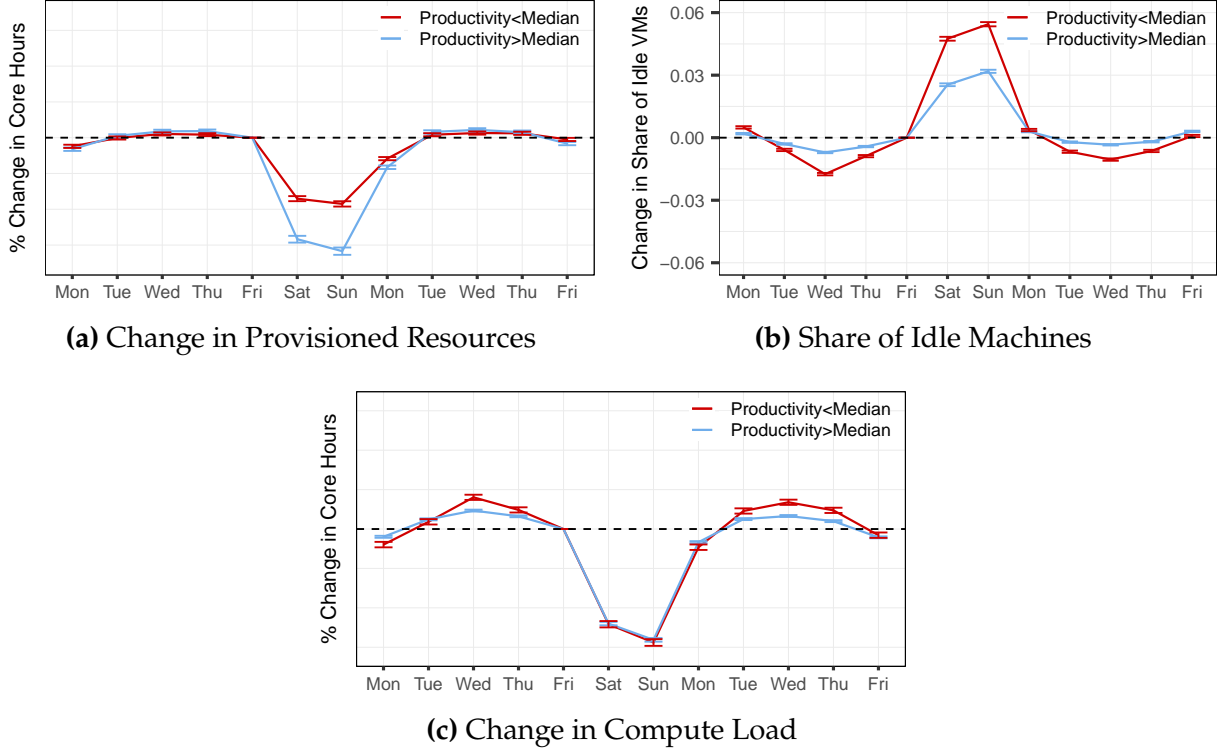 % Change in Core Hours
Productivity<Median
Productivity>Median
Mon Tue Wed Thu Fri Sat Sun Mon Tue Wed Thu Fri
(a) Change in Provisioned Resources
Change in Share of Idle VMs
0.06
0.03
0.00
−0.03
−0.06
Productivity<Median
Productivity>Median
Mon Tue Wed Thu Fri Sat Sun Mon Tue Wed Thu Fri
(b) Share of Idle Machines
% Change in Core Hours
Productivity<Median
Productivity>Median
Mon Tue Wed Thu Fri Sat Sun Mon Tue Wed Thu Fri
(c) Change in Compute Load